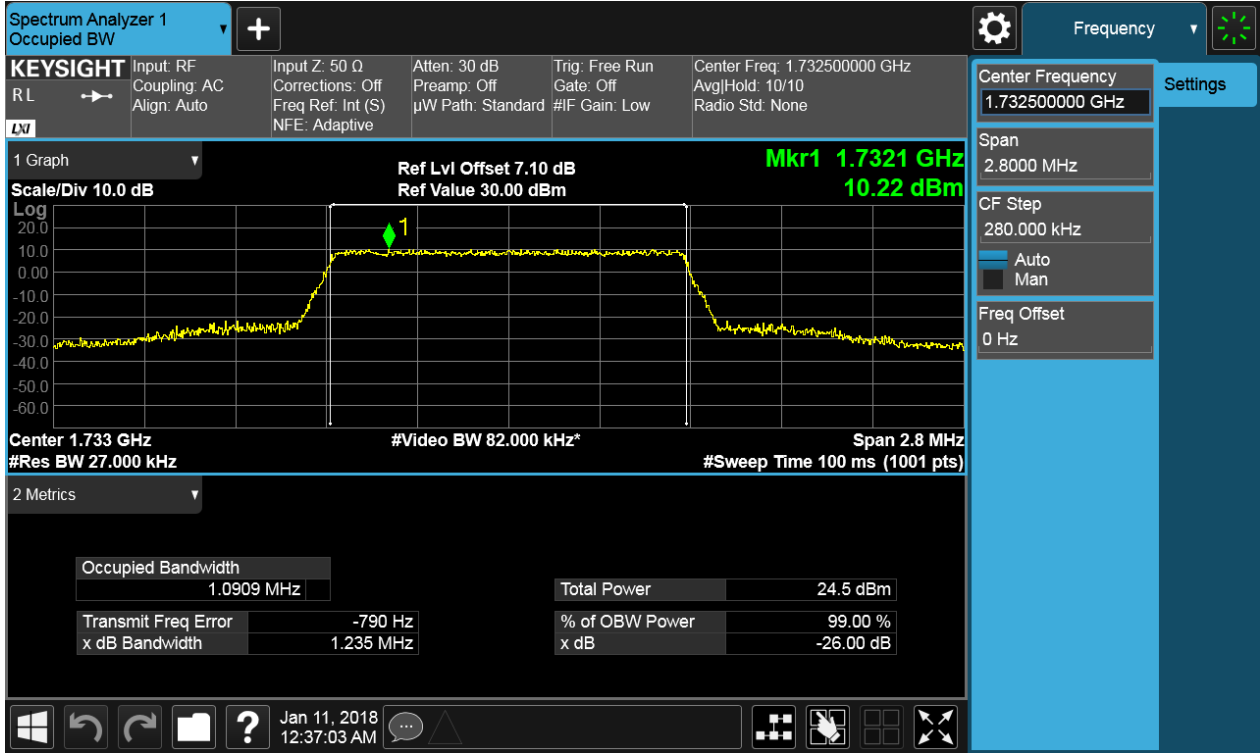 Spectrum Analyzer 1
Occupied BW
+
Frequency
KEYSIGHT
RL
LXI
Input: RF
Coupling: AC
Align: Auto
Input Z: 50 Ω
Corrections: Off
Freq Ref: Int (S)
NFE: Adaptive
Atten: 30 dB
Preamp: Off
µW Path: Standard
Trig: Free Run
Gate: Off
#IF Gain: Low
Center Freq: 1.732500000 GHz
Avg|Hold: 10/10
Radio Std: None
Center Frequency
1.732500000 GHz
Settings
Span
2.8000 MHz
CF Step
280.000 kHz
Auto
Man
Freq Offset
0 Hz
1 Graph
Ref Lvl Offset 7.10 dB
Mkr1 1.7321 GHz
Scale/Div 10.0 dB
Ref Value 30.00 dBm
10.22 dBm
Log
1
20.0
10.0
0.00
-10.0
-20.0
-30.0
-40.0
-50.0
-60.0
Center 1.733 GHz
#Video BW 82.000 kHz*
Span 2.8 MHz
#Res BW 27.000 kHz
#Sweep Time 100 ms (1001 pts)
2 Metrics
Occupied Bandwidth
1.0909 MHz
Total Power 24.5 dBm
Transmit Freq Error -790 Hz
% of OBW Power 99.00 %
x dB Bandwidth 1.235 MHz
x dB -26.00 dB
?
Jan 11, 2018
12:37:03 AM